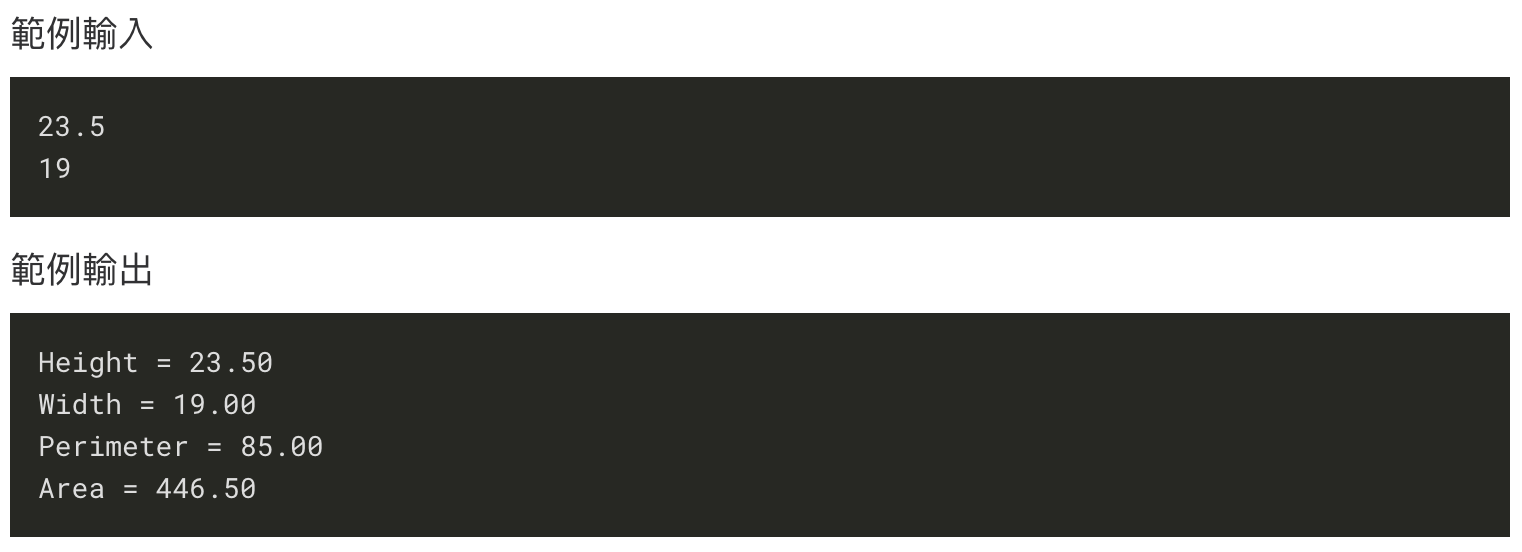 範例輸入
23.5
19
範例輸出
Height = 23.50
Width = 19.00
Perimeter = 85.00
Area = 446.50